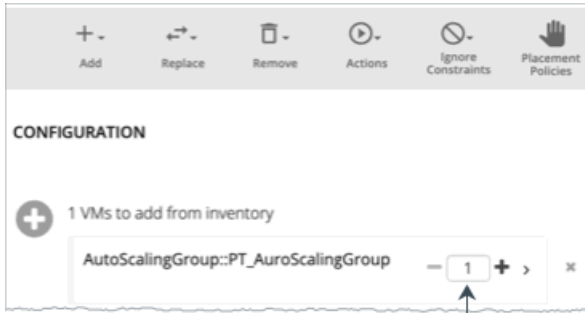 Add
Replace
Remove
Actions
Ignore
Constraints
Placement
Policies
CONFIGURATION
1 VMs to add from inventory
AutoScalingGroup::PT_AuroScalingGroup
1